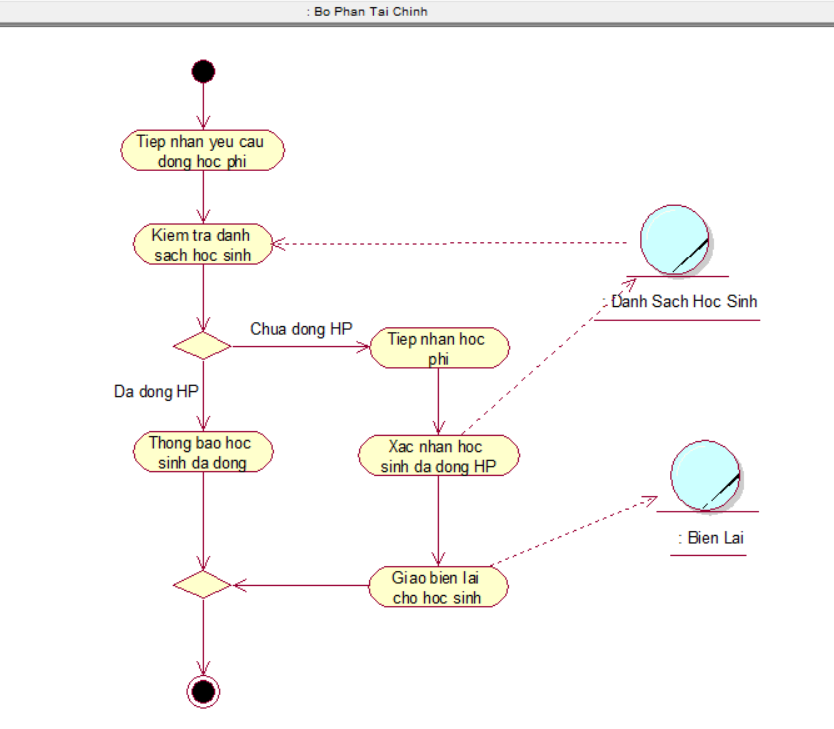 : Bo Phan Tai Chinh
Tiep nhan yeu cau
dong hoc phi
Kiem tra danh
sach hoc sinh
: Danh Sach Hoc Sinh
Chua dong HP
Tiep nhan hoc
phi
Da dong HP
Thong bao hoc
sinh da dong
Xac nhan hoc
sinh da dong HP
: Bien Lai
Giao bien lai
cho hoc sinh